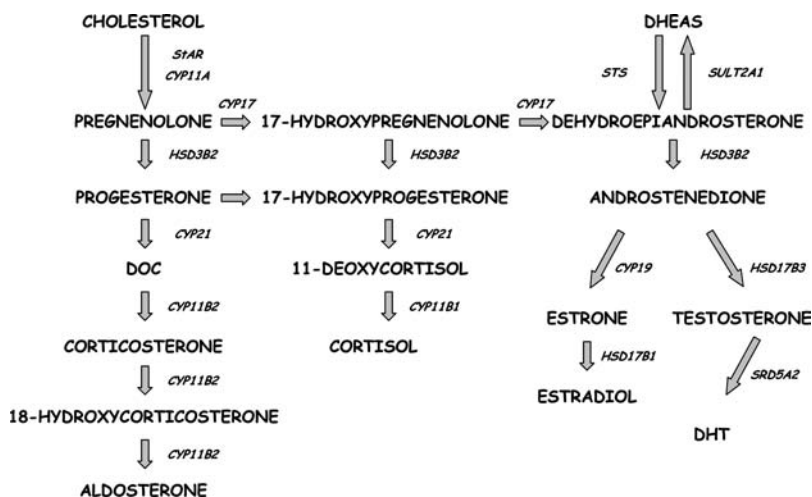 CHOLESTEROL
DHEAS
StAR
CYP11A
STS
SULT2A1
CYP17
CYP17
PREGNENOLONE
17-HYDROXYPREGNENOLONE
DEHYDROEPIANDROSTERONE
HSD3B2
HSD3B2
HSD3B2
PROGESTERONE
17-HYDROXYPROGESTERONE
ANDROSTENEDIONE
CYP21
CYP21
DOC
11-DEOXYCORTISOL
CYP19
HSD17B3
CYP11B2
CYP11B1
ESTRONE
TESTOSTERONE
CORTICOSTERONE
CORTISOL
HSD17B1
CYP11B2
SRD5A2
ESTRADIOL
18-HYDROXYCORTICOSTERONE
DHT
CYP11B2
ALDOSTERONE